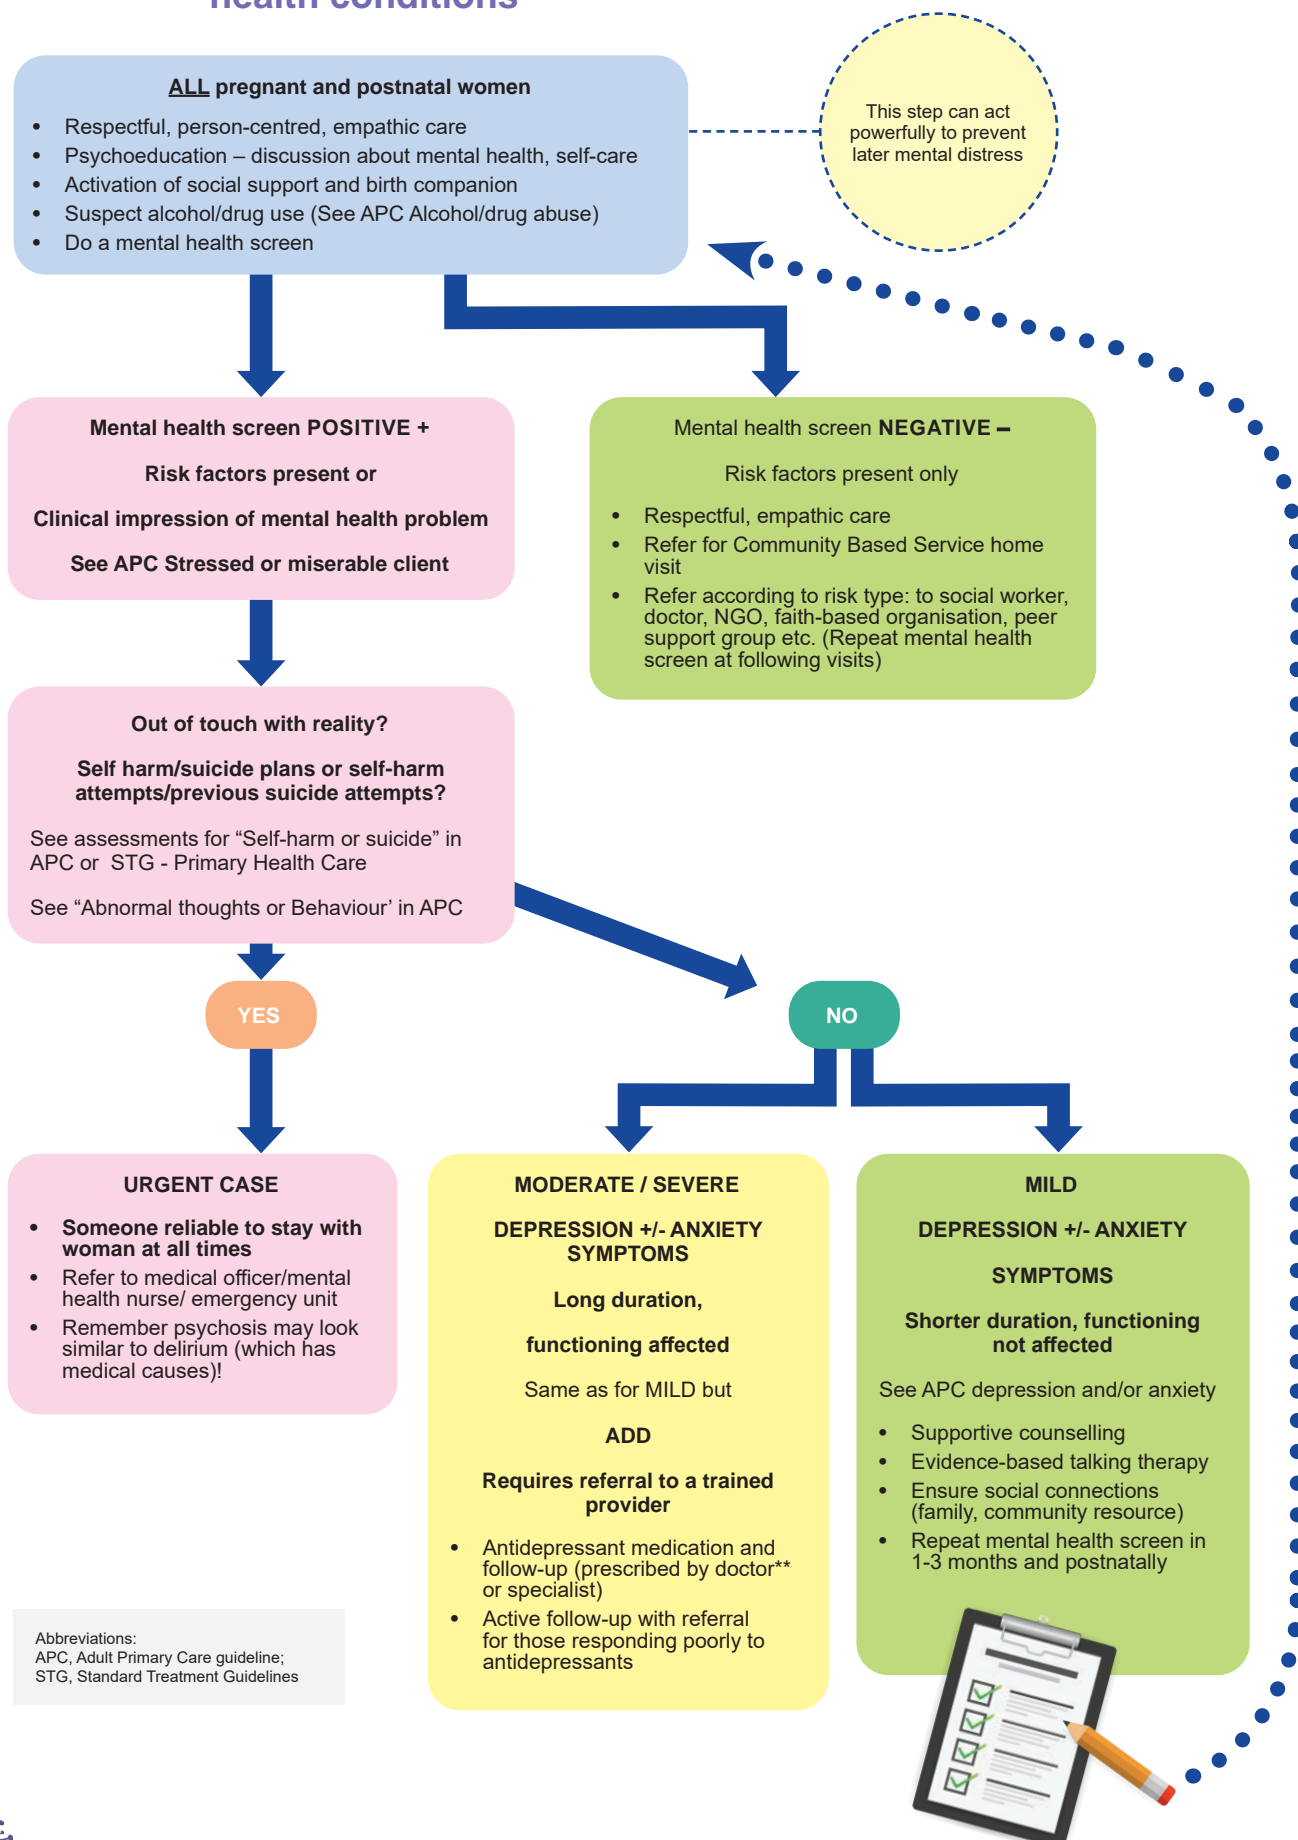 health conditions
ALL pregnant and postnatal women
• Respectful, person-centred, empathic care
• Psychoeducation – discussion about mental health, self-care
• Activation of social support and birth companion
• Suspect alcohol/drug use (See APC Alcohol/drug abuse)
• Do a mental health screen
This step can act
powerfully to prevent
later mental distress
Mental health screen POSITIVE +
Risk factors present or
Clinical impression of mental health problem
See APC Stressed or miserable client
Mental health screen NEGATIVE –
Risk factors present only
• Respectful, empathic care
• Refer for Community Based Service home
visit
• Refer according to risk type: to social worker,
doctor, NGO, faith-based organisation, peer
support group etc. (Repeat mental health
screen at following visits)
Out of touch with reality?
Self harm/suicide plans or self-harm
attempts/previous suicide attempts?
See assessments for “Self-harm or suicide” in
APC or STG - Primary Health Care
See “Abnormal thoughts or Behaviour’ in APC
YES
NO
URGENT CASE
• Someone reliable to stay with
woman at all times
• Refer to medical officer/mental
health nurse/ emergency unit
• Remember psychosis may look
similar to delirium (which has
medical causes)!
MODERATE / SEVERE
DEPRESSION +/- ANXIETY
SYMPTOMS
Long duration,
functioning affected
Same as for MILD but
ADD
Requires referral to a trained
provider
• Antidepressant medication and
follow-up (prescribed by doctor**
or specialist)
• Active follow-up with referral
for those responding poorly to
antidepressants
MILD
DEPRESSION +/- ANXIETY
SYMPTOMS
Shorter duration, functioning
not affected
See APC depression and/or anxiety
• Supportive counselling
• Evidence-based talking therapy
• Ensure social connections
(family, community resource)
• Repeat mental health screen in
1-3 months and postnatally
Abbreviations:
APC, Adult Primary Care guideline;
STG, Standard Treatment Guidelines